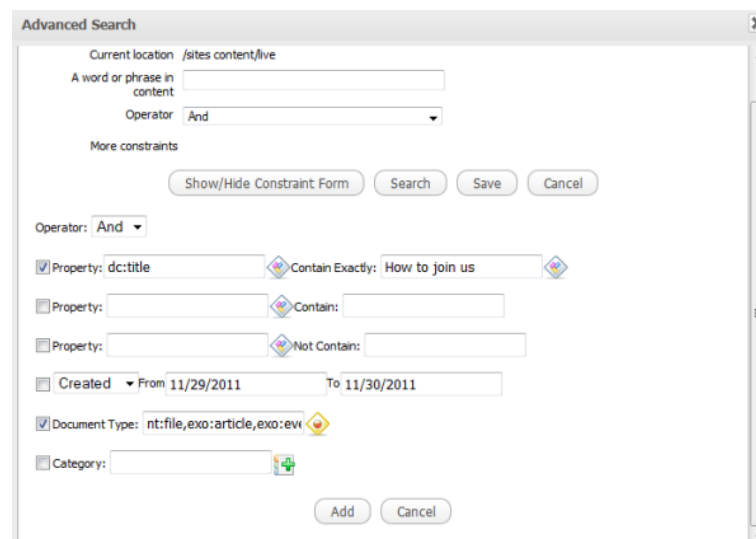 Advanced Search
Current location /sites content/live
A word or phrase in
content
Operator And
More constraints
Show/Hide Constraint Form Search Save Cancel
Operator: And
Property: dc:title Contain Exactly: How to join us
Property: Contain:
Property: Not Contain:
Created From 11/29/2011 To 11/30/2011
Document Type: nt:file,exo:article,exo:eve
Category:
Add Cancel